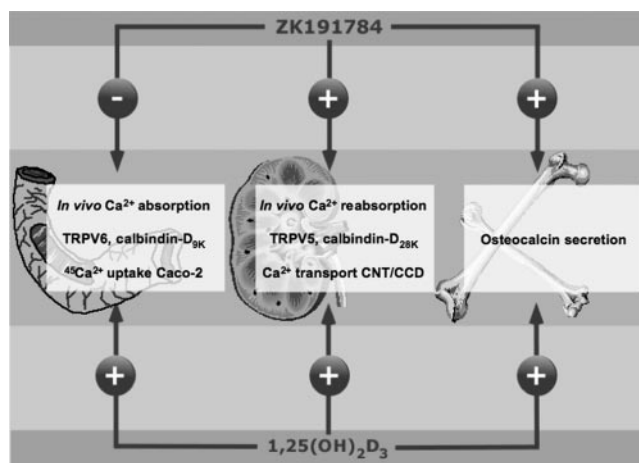 ZK191784
-
+
+
In vivo Ca²⁺ absorption
TRPV6, calbindin-D₉ₖ
⁴⁵Ca²⁺ uptake Caco-2
In vivo Ca²⁺ reabsorption
TRPV5, calbindin-D₂₈ₖ
Ca²⁺ transport CNT/CCD
Osteocalcin secretion
+
+
+
1,25(OH)₂D₃